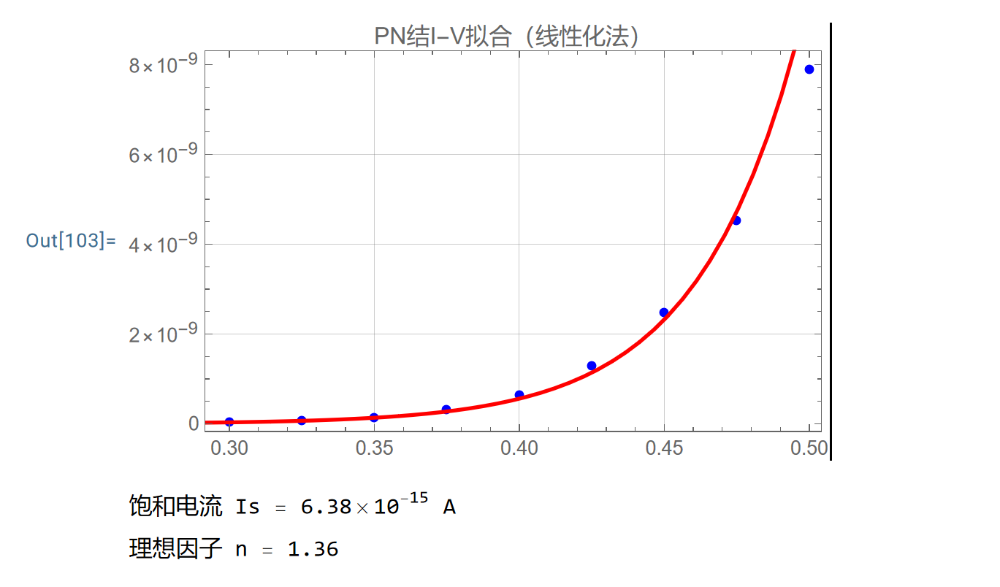 PN结I–V拟合（线性化法）
8×10⁻⁹
6×10⁻⁹
Out[103]= 4×10⁻⁹
2×10⁻⁹
0
0.30 0.35 0.40 0.45 0.50
饱和电流 Is = 6.38×10⁻¹⁵ A
理想因子 n = 1.36